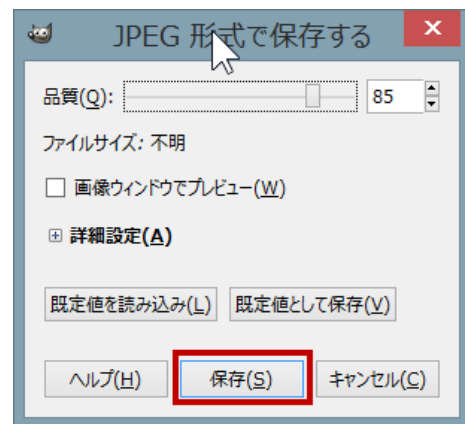 JPEG 形式で保存する
品質(Q): 85
ファイルサイズ: 不明
画像ウィンドウでプレビュー(W)
詳細設定(A)
既定値を読み込み(L) 既定値として保存(V)
ヘルプ(H) 保存(S) キャンセル(C)